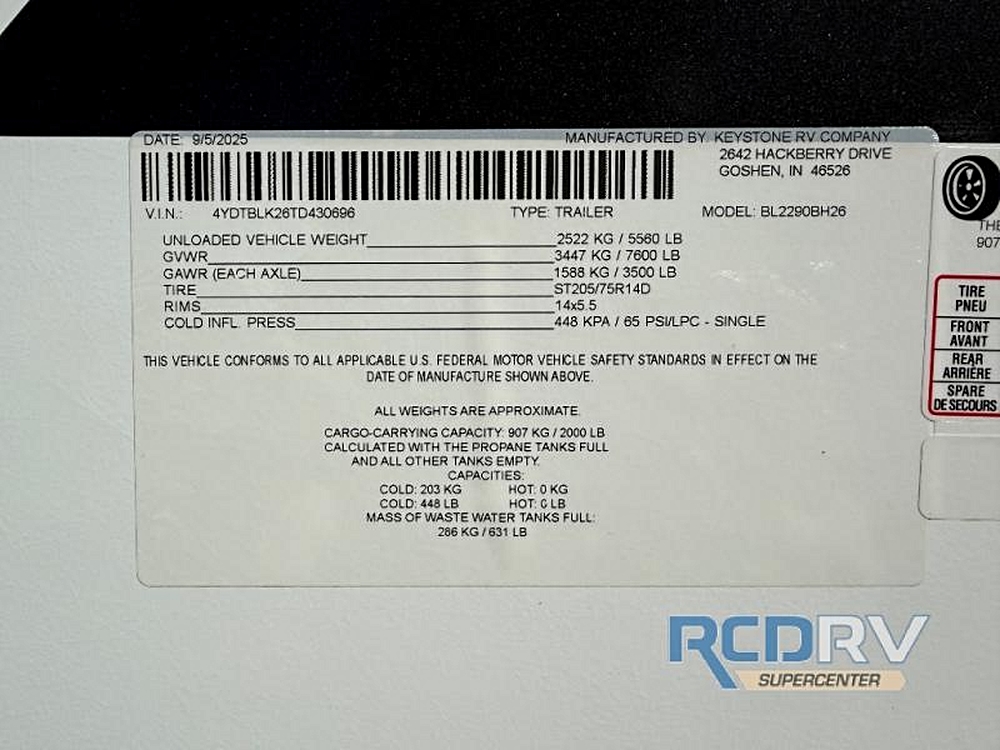 DATE: 9/5/2025
MANUFACTURED BY: KEYSTONE RV COMPANY
2642 HACKBERRY DRIVE
GOSHEN, IN 46526
V.I.N.: 4YDTBLK26TD430696 TYPE: TRAILER MODEL: BL2290BH26
UNLOADED VEHICLE WEIGHT 2522 KG / 5560 LB
GVWR 3447 KG / 7600 LB
GAWR (EACH AXLE) 1588 KG / 3500 LB
TIRE ST205/75R14D
RIMS 14x5.5
COLD INFL. PRESS 448 KPA / 65 PSI/LPC - SINGLE
THIS VEHICLE CONFORMS TO ALL APPLICABLE U.S. FEDERAL MOTOR VEHICLE SAFETY STANDARDS IN EFFECT ON THE
DATE OF MANUFACTURE SHOWN ABOVE.
ALL WEIGHTS ARE APPROXIMATE.
CARGO-CARRYING CAPACITY: 907 KG / 2000 LB
CALCULATED WITH THE PROPANE TANKS FULL
AND ALL OTHER TANKS EMPTY.
CAPACITIES:
COLD: 203 KG HOT: 0 KG
COLD: 448 LB HOT: 0 LB
MASS OF WASTE WATER TANKS FULL:
286 KG / 631 LB
THE
907
TIRE
PNEU
FRONT
AVANT
REAR
ARRIÈRE
SPARE
DE SECOURS
RCDRV
SUPERCENTER